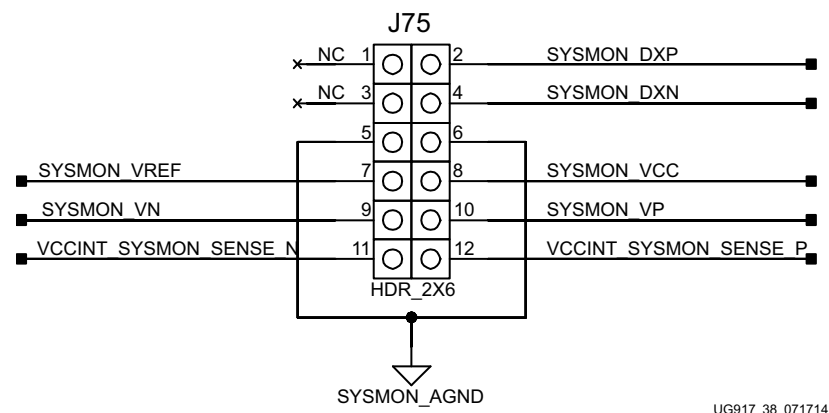 J75
NC 1 2 SYSMON_DXP
NC 3 4 SYSMON_DXN
5 6
SYSMON_VREF 7 8 SYSMON_VCC
SYSMON_VN 9 10 SYSMON_VP
VCCINT_SYSMON_SENSE_N 11 12 VCCINT_SYSMON_SENSE_P
HDR_2X6
SYSMON_AGND
UG917_38_071714